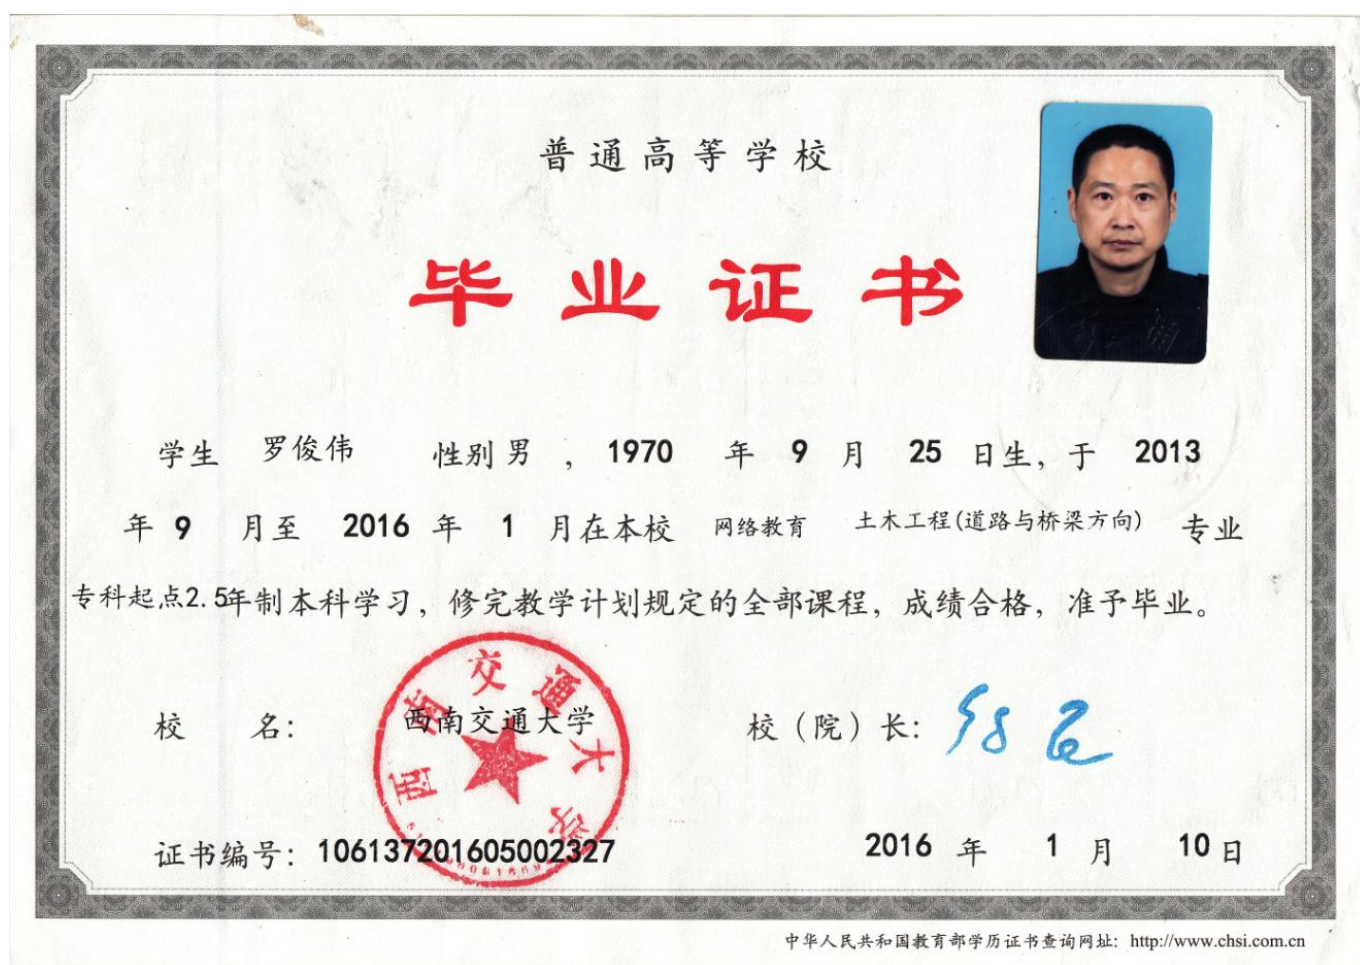 普通高等学校
毕业证书
学生 罗俊伟 性别 男 ， 1970 年 9 月 25 日生，于 2013
年 9 月至 2016 年 1 月在本校 网络教育 土木工程(道路与桥梁方向) 专业
专科起点2.5年制本科学习，修完教学计划规定的全部课程，成绩合格，准予毕业。
西南交通大学
校 名： 西南交通大学 校（院）长：
证书编号：106137201605002327 2016 年 1 月 10 日
中华人民共和国教育部学历证书查询网址：http://www.chsi.com.cn